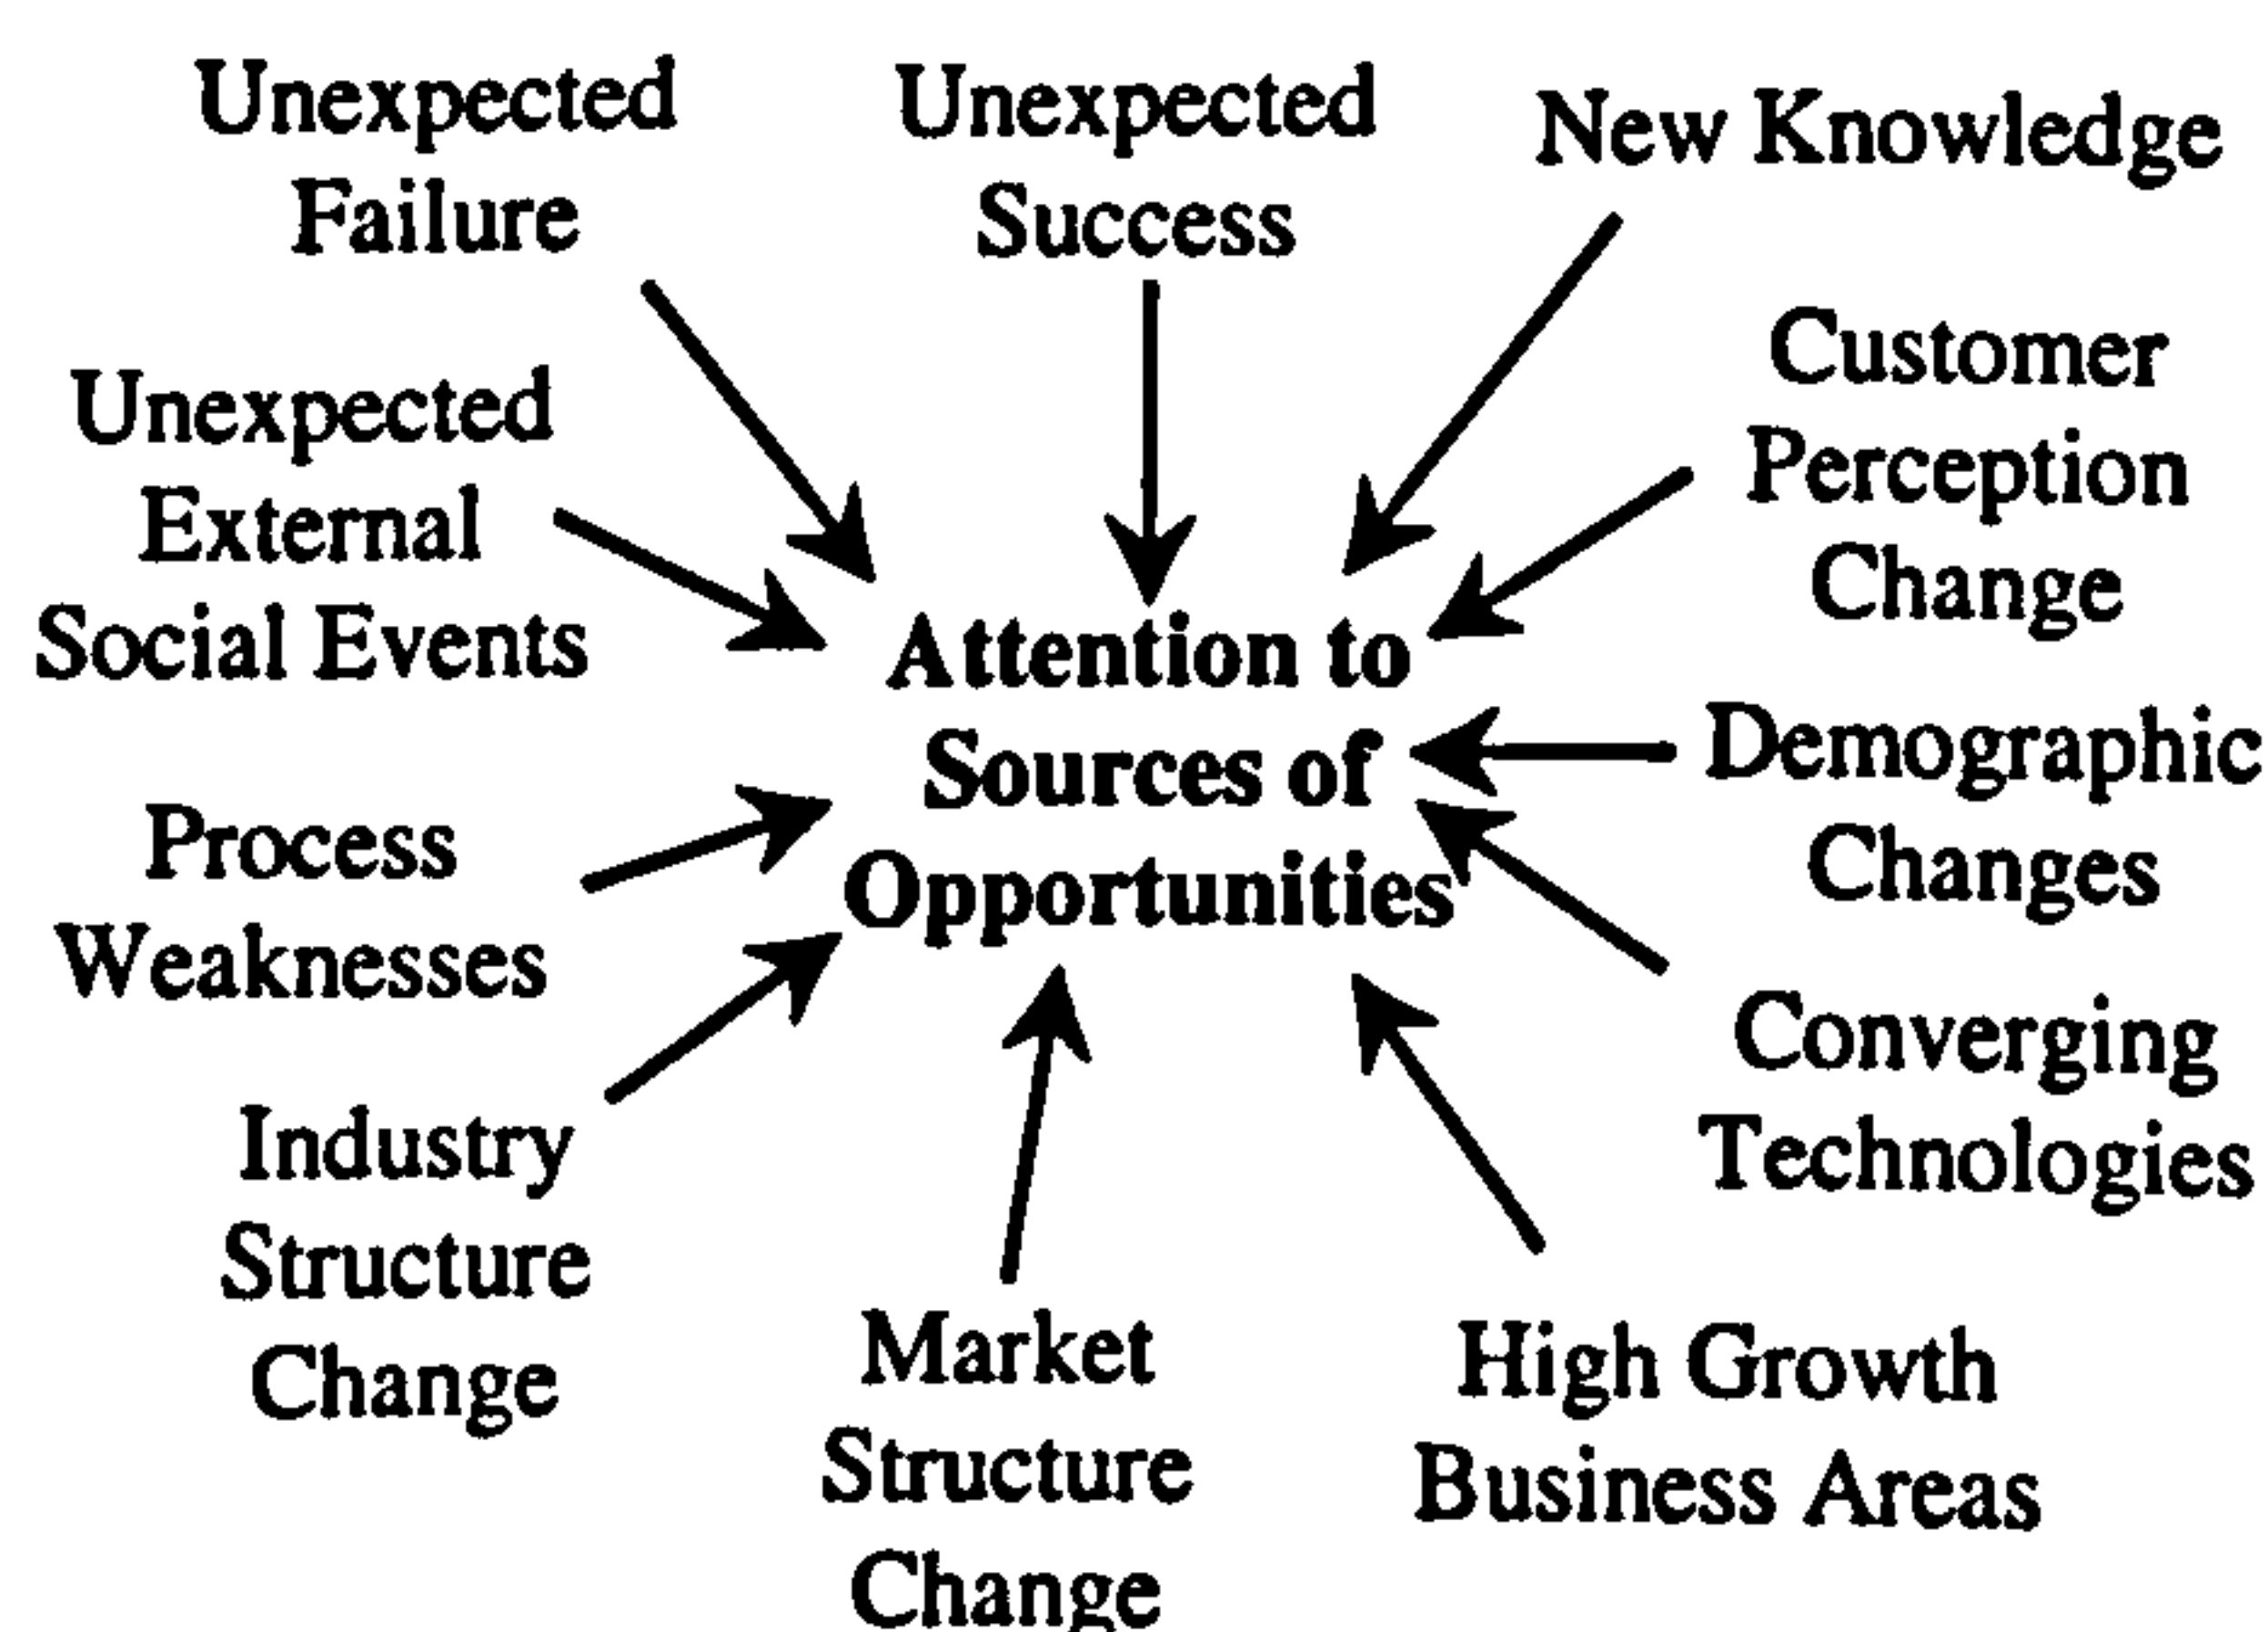 Unexpected
Failure
Unexpected
Success
New Knowledge
Customer
Perception
Change
Unexpected
External
Social Events
Attention to
Sources of
Opportunities
Demographic
Changes
Process
Weaknesses
Converging
Technologies
Industry
Structure
Change
Market
Structure
Change
High Growth
Business Areas